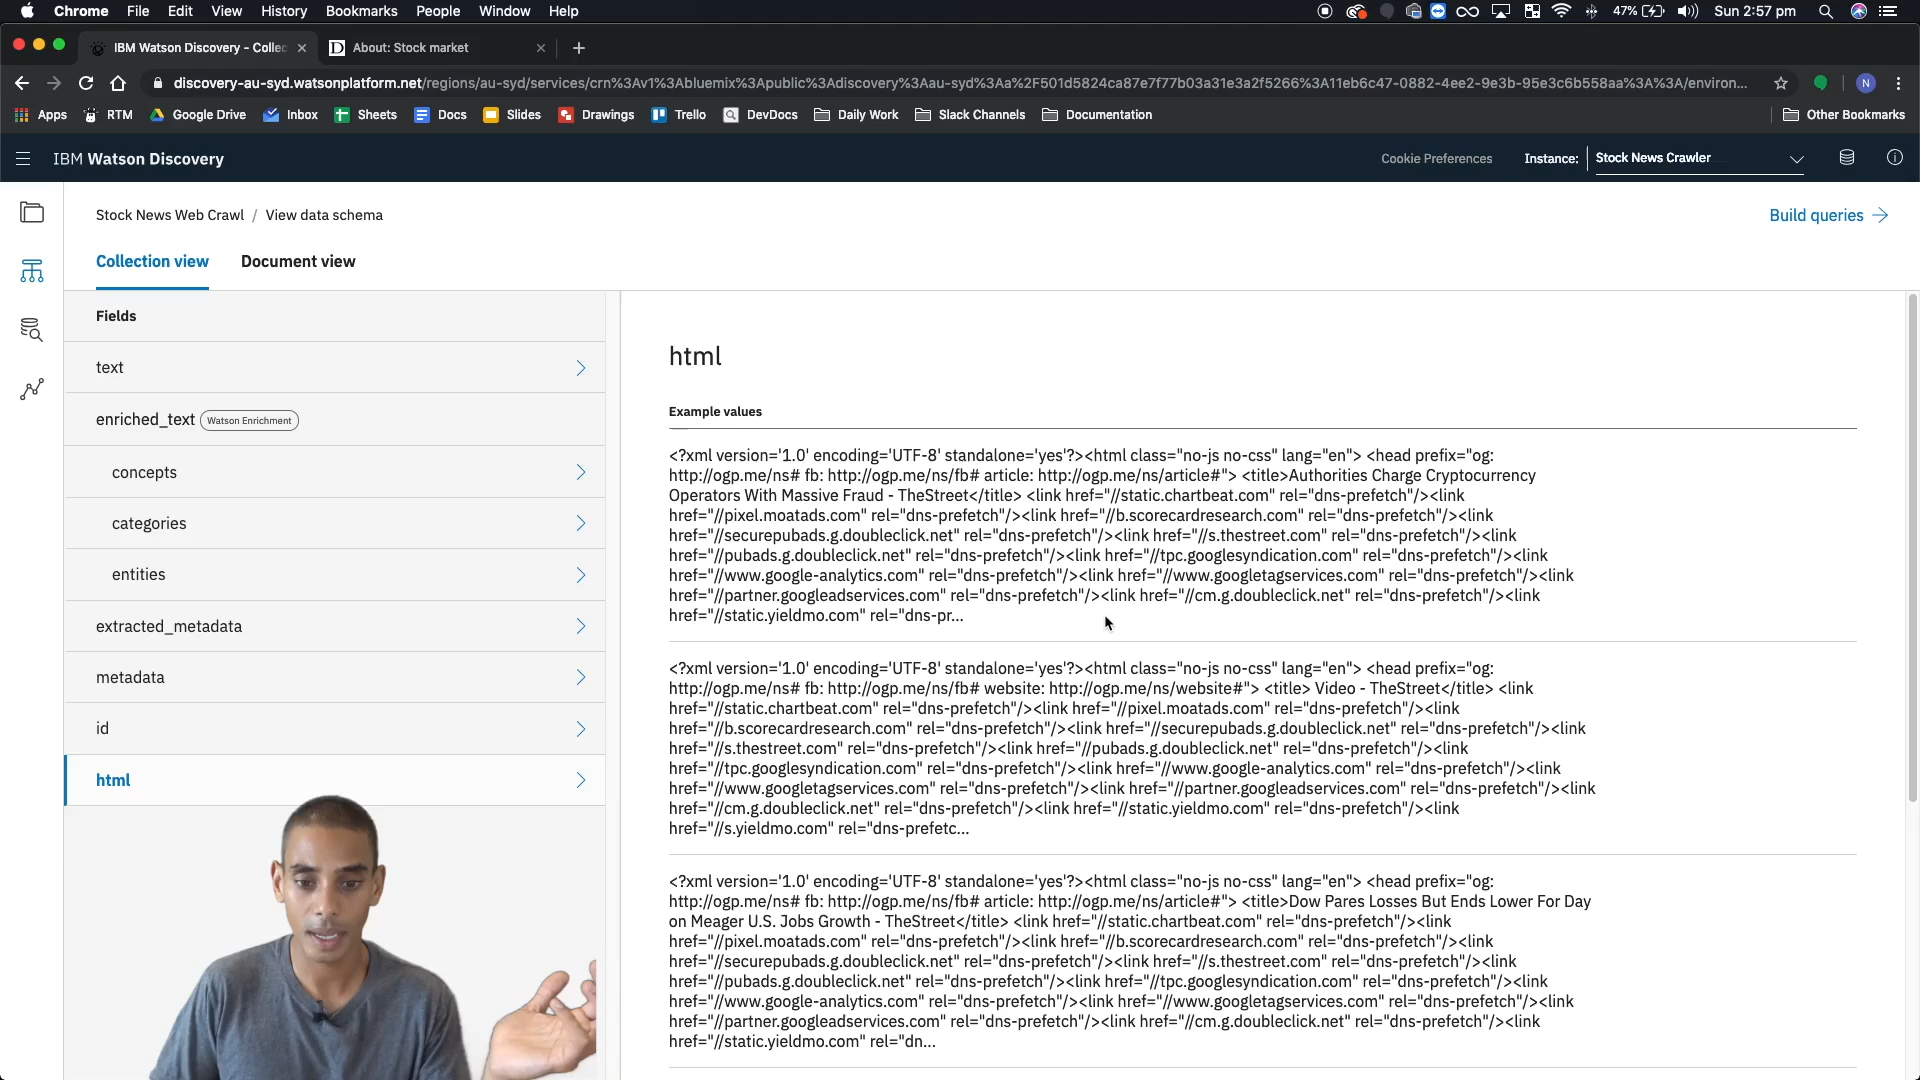 Chrome File Edit View History Bookmarks People Window Help 47% Sun 2:57 pm
IBM Watson Discovery - Collec About: Stock market
discovery-au-syd.watsonplatform.net/regions/au-syd/services/crn%3Av1%3Abluemix%3Apublic%3Adiscovery%3Aau-syd%3Aa%2F501d5824ca87e7f77b03a31e3a2f5266%3A11eb6c47-0882-4ee2-9e3b-95e3c6b558aa%3A%3A/environ...
Apps RTM Google Drive Inbox Sheets Docs Slides Drawings Trello DevDocs Daily Work Slack Channels Documentation Other Bookmarks
IBM Watson Discovery Cookie Preferences Instance: Stock News Crawler
Stock News Web Crawl / View data schema Build queries
Collection view Document view
Fields
text
enriched_text Watson Enrichment
concepts
categories
entities
extracted_metadata
metadata
id
html
html
Example values
<?xml version='1.0' encoding='UTF-8' standalone='yes'?><html class="no-js no-css" lang="en"> <head prefix="og:
http://ogp.me/ns# fb: http://ogp.me/ns/fb# article: http://ogp.me/ns/article#"> <title>Authorities Charge Cryptocurrency
Operators With Massive Fraud - TheStreet</title> <link href="//static.chartbeat.com" rel="dns-prefetch"/><link
href="//pixel.moatads.com" rel="dns-prefetch"/><link href="//b.scorecardresearch.com" rel="dns-prefetch"/><link
href="//securepubads.g.doubleclick.net" rel="dns-prefetch"/><link href="//s.thestreet.com" rel="dns-prefetch"/><link
href="//pubads.g.doubleclick.net" rel="dns-prefetch"/><link href="//tpc.googlesyndication.com" rel="dns-prefetch"/><link
href="//www.google-analytics.com" rel="dns-prefetch"/><link href="//www.googletagservices.com" rel="dns-prefetch"/><link
href="//partner.googleadservices.com" rel="dns-prefetch"/><link href="//cm.g.doubleclick.net" rel="dns-prefetch"/><link
href="//static.yieldmo.com" rel="dns-pr...
<?xml version='1.0' encoding='UTF-8' standalone='yes'?><html class="no-js no-css" lang="en"> <head prefix="og:
http://ogp.me/ns# fb: http://ogp.me/ns/fb# website: http://ogp.me/ns/website#"> <title> Video - TheStreet</title> <link
href="//static.chartbeat.com" rel="dns-prefetch"/><link href="//pixel.moatads.com" rel="dns-prefetch"/><link
href="//b.scorecardresearch.com" rel="dns-prefetch"/><link href="//securepubads.g.doubleclick.net" rel="dns-prefetch"/><link
href="//s.thestreet.com" rel="dns-prefetch"/><link href="//pubads.g.doubleclick.net" rel="dns-prefetch"/><link
href="//tpc.googlesyndication.com" rel="dns-prefetch"/><link href="//www.google-analytics.com" rel="dns-prefetch"/><link
href="//www.googletagservices.com" rel="dns-prefetch"/><link href="//partner.googleadservices.com" rel="dns-prefetch"/><link
href="//cm.g.doubleclick.net" rel="dns-prefetch"/><link href="//static.yieldmo.com" rel="dns-prefetch"/><link
href="//s.yieldmo.com" rel="dns-prefetc...
<?xml version='1.0' encoding='UTF-8' standalone='yes'?><html class="no-js no-css" lang="en"> <head prefix="og:
http://ogp.me/ns# fb: http://ogp.me/ns/fb# article: http://ogp.me/ns/article#"> <title>Dow Pares Losses But Ends Lower For Day
on Meager U.S. Jobs Growth - TheStreet</title> <link href="//static.chartbeat.com" rel="dns-prefetch"/><link
href="//pixel.moatads.com" rel="dns-prefetch"/><link href="//b.scorecardresearch.com" rel="dns-prefetch"/><link
href="//securepubads.g.doubleclick.net" rel="dns-prefetch"/><link href="//s.thestreet.com" rel="dns-prefetch"/><link
href="//pubads.g.doubleclick.net" rel="dns-prefetch"/><link href="//tpc.googlesyndication.com" rel="dns-prefetch"/><link
href="//www.google-analytics.com" rel="dns-prefetch"/><link href="//www.googletagservices.com" rel="dns-prefetch"/><link
href="//partner.googleadservices.com" rel="dns-prefetch"/><link href="//cm.g.doubleclick.net" rel="dns-prefetch"/><link
href="//static.yieldmo.com" rel="dn...